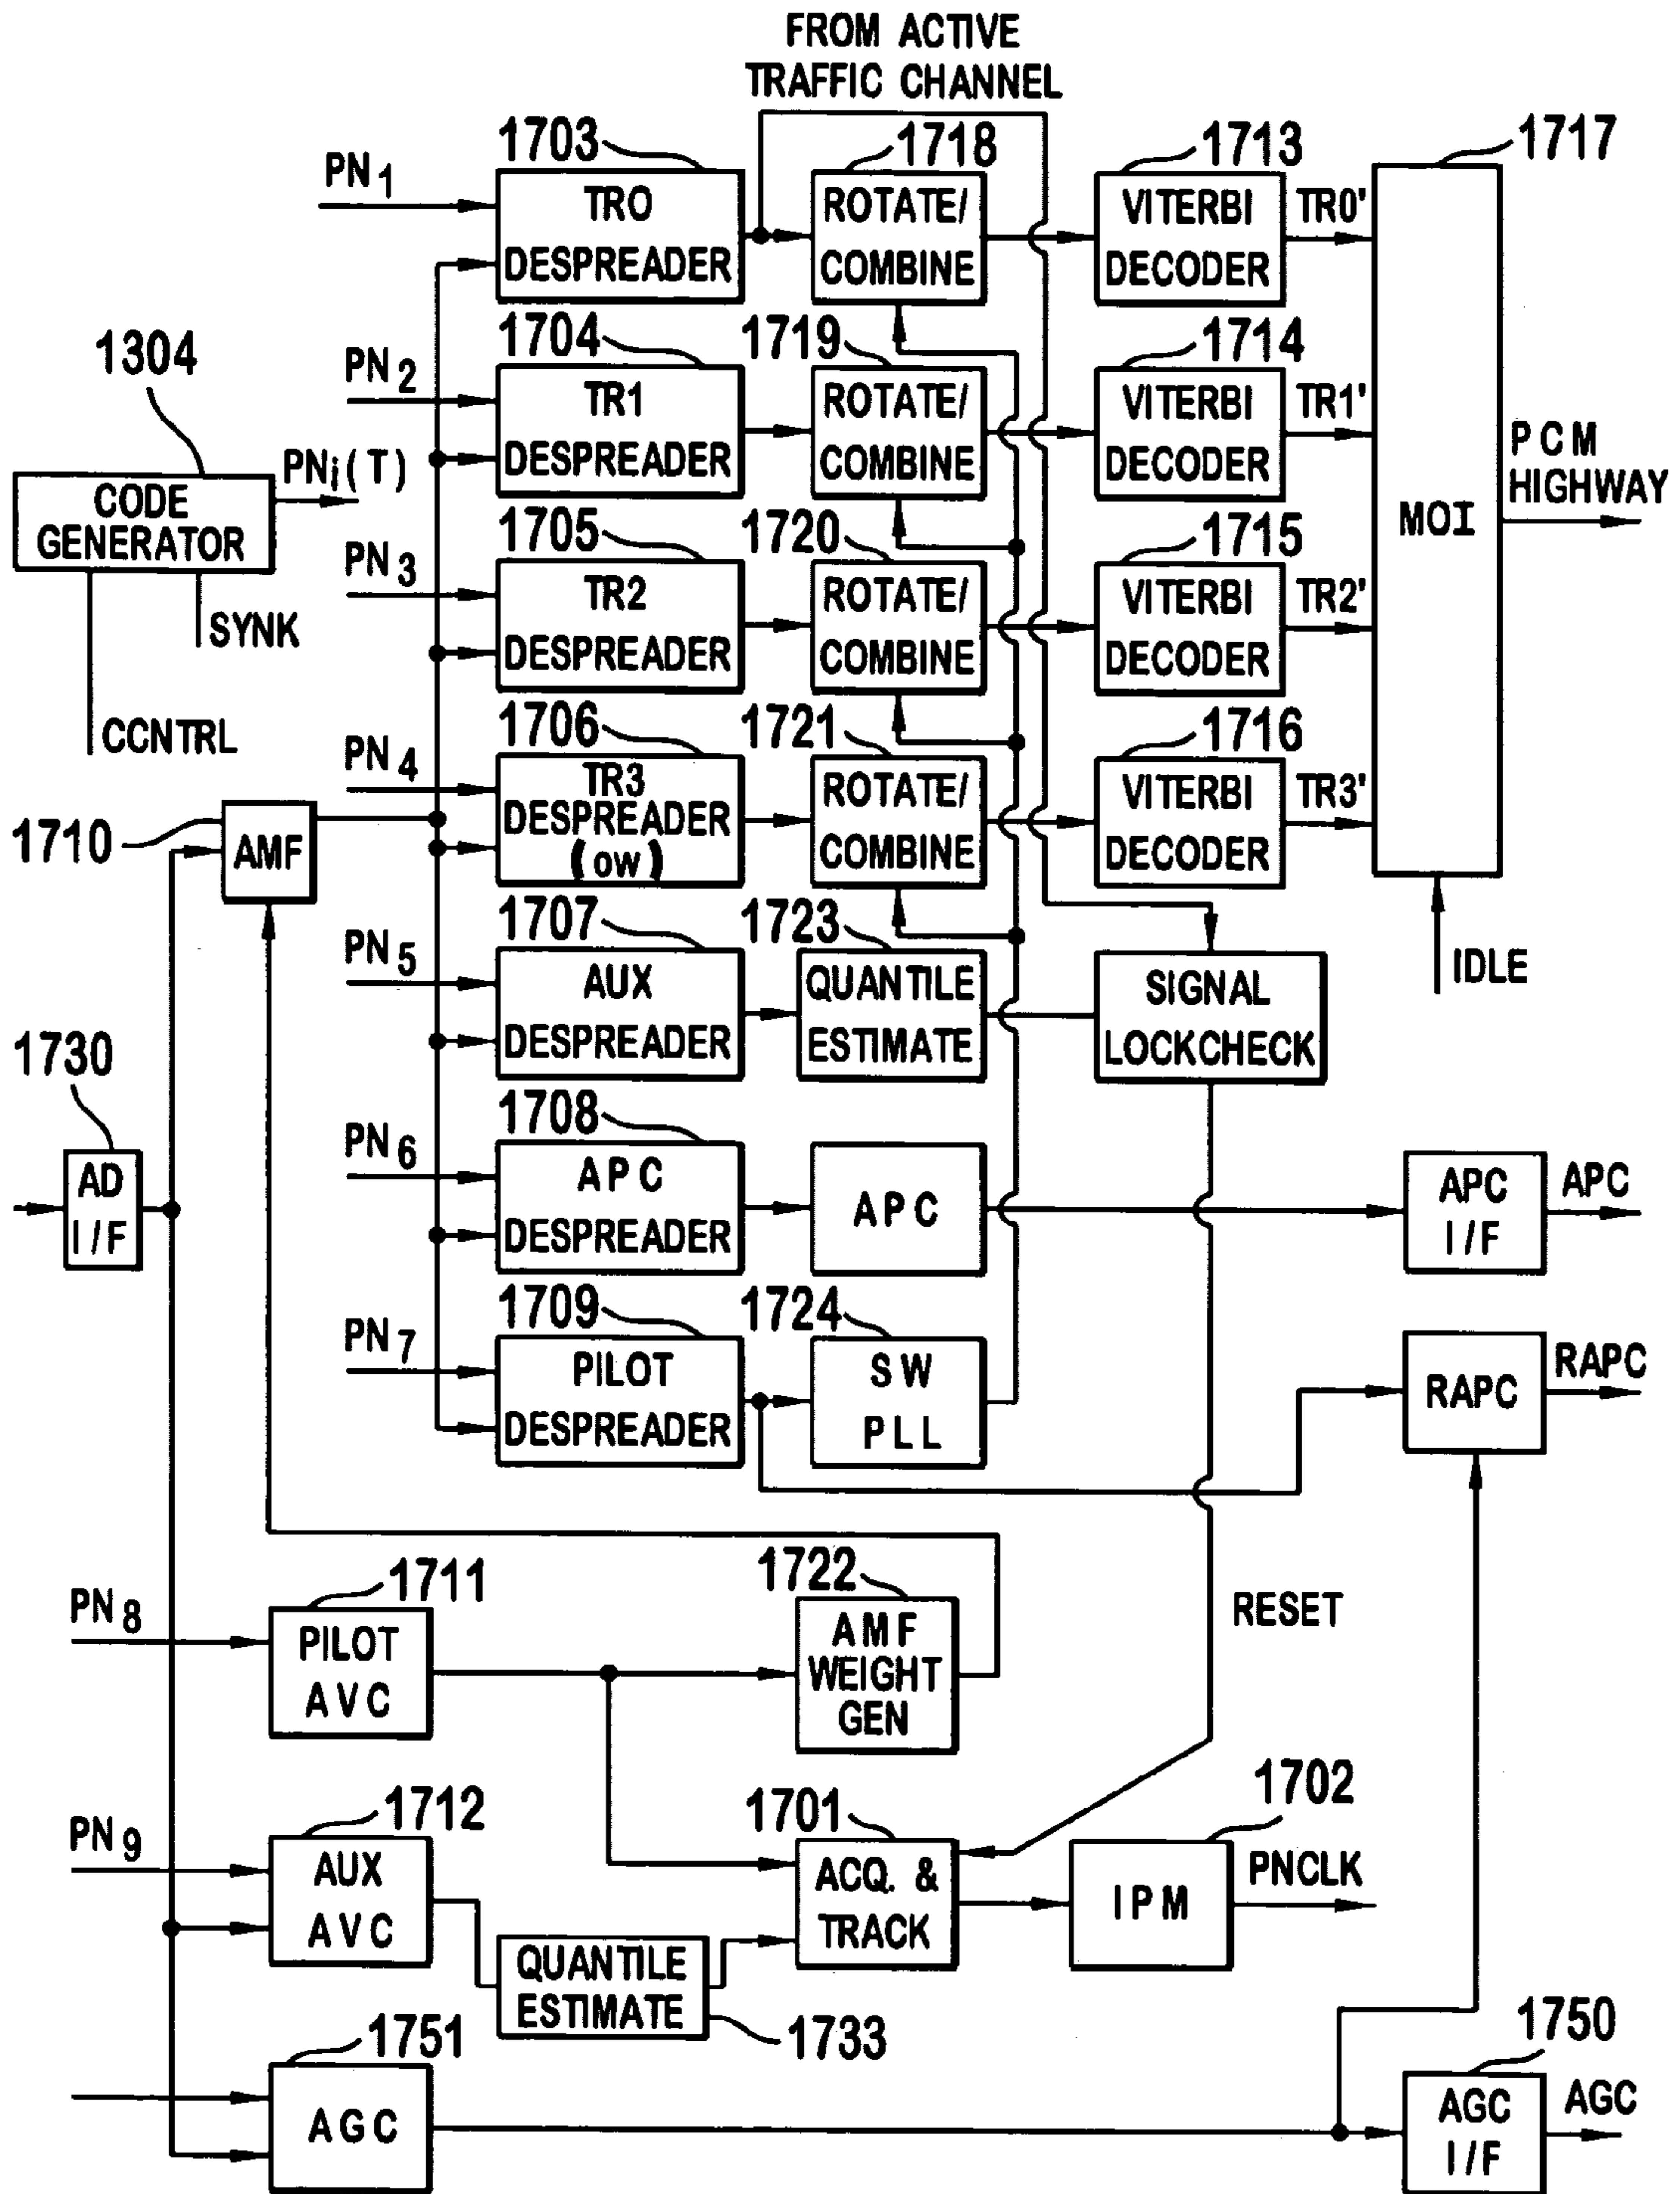 FROM ACTIVE
TRAFFIC CHANNEL
1703
1718
1713
1717
PN1
TRO
DESPREADER
ROTATE/
COMBINE
VITERBI
DECODER
TR0'
1304
PN2
1704
TR1
DESPREADER
1719
ROTATE/
COMBINE
1714
VITERBI
DECODER
TR1'
CODE
GENERATOR
PNi(T)
MOI
PCM
HIGHWAY
PN3
1705
TR2
DESPREADER
1720
ROTATE/
COMBINE
1715
VITERBI
DECODER
TR2'
SYNK
CCNTRL
PN4
1706
TR3
DESPREADER
(OW)
1721
ROTATE/
COMBINE
1716
VITERBI
DECODER
TR3'
1710
AMF
PN5
1707
AUX
DESPREADER
1723
QUANTILE
ESTIMATE
SIGNAL
LOCKCHECK
IDLE
1730
AD
I/F
PN6
1708
APC
DESPREADER
APC
APC
I/F
APC
PN7
1709
PILOT
DESPREADER
1724
SW
PLL
RAPC
RAPC
PN8
1711
PILOT
AVC
1722
AMF
WEIGHT
GEN
RESET
PN9
1712
AUX
AVC
1701
ACQ. &
TRACK
1702
IPM
PNCLK
QUANTILE
ESTIMATE
1733
1751
AGC
1750
AGC
I/F
AGC